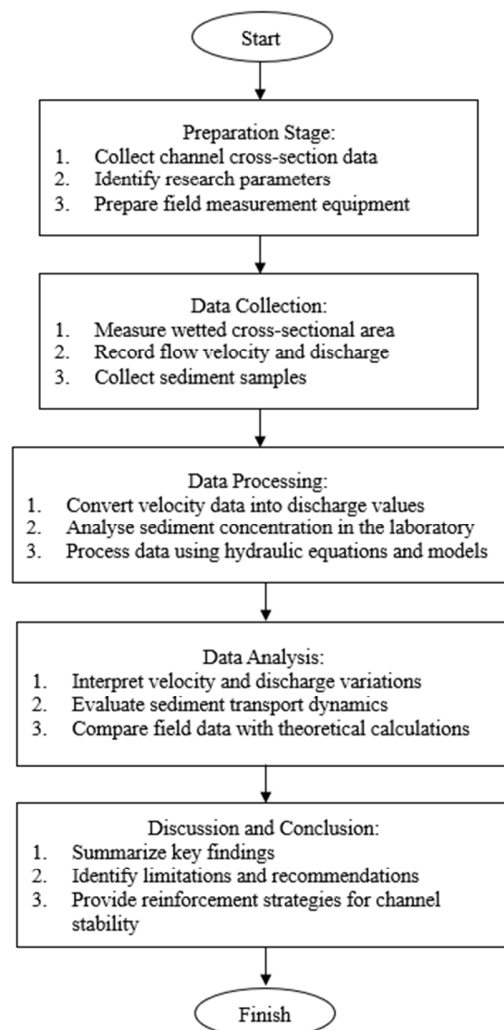 Start
Preparation Stage:
1. Collect channel cross-section data
2. Identify research parameters
3. Prepare field measurement equipment
Data Collection:
1. Measure wetted cross-sectional area
2. Record flow velocity and discharge
3. Collect sediment samples
Data Processing:
1. Convert velocity data into discharge values
2. Analyse sediment concentration in the laboratory
3. Process data using hydraulic equations and models
Data Analysis:
1. Interpret velocity and discharge variations
2. Evaluate sediment transport dynamics
3. Compare field data with theoretical calculations
Discussion and Conclusion:
1. Summarize key findings
2. Identify limitations and recommendations
3. Provide reinforcement strategies for channel
stability
Finish